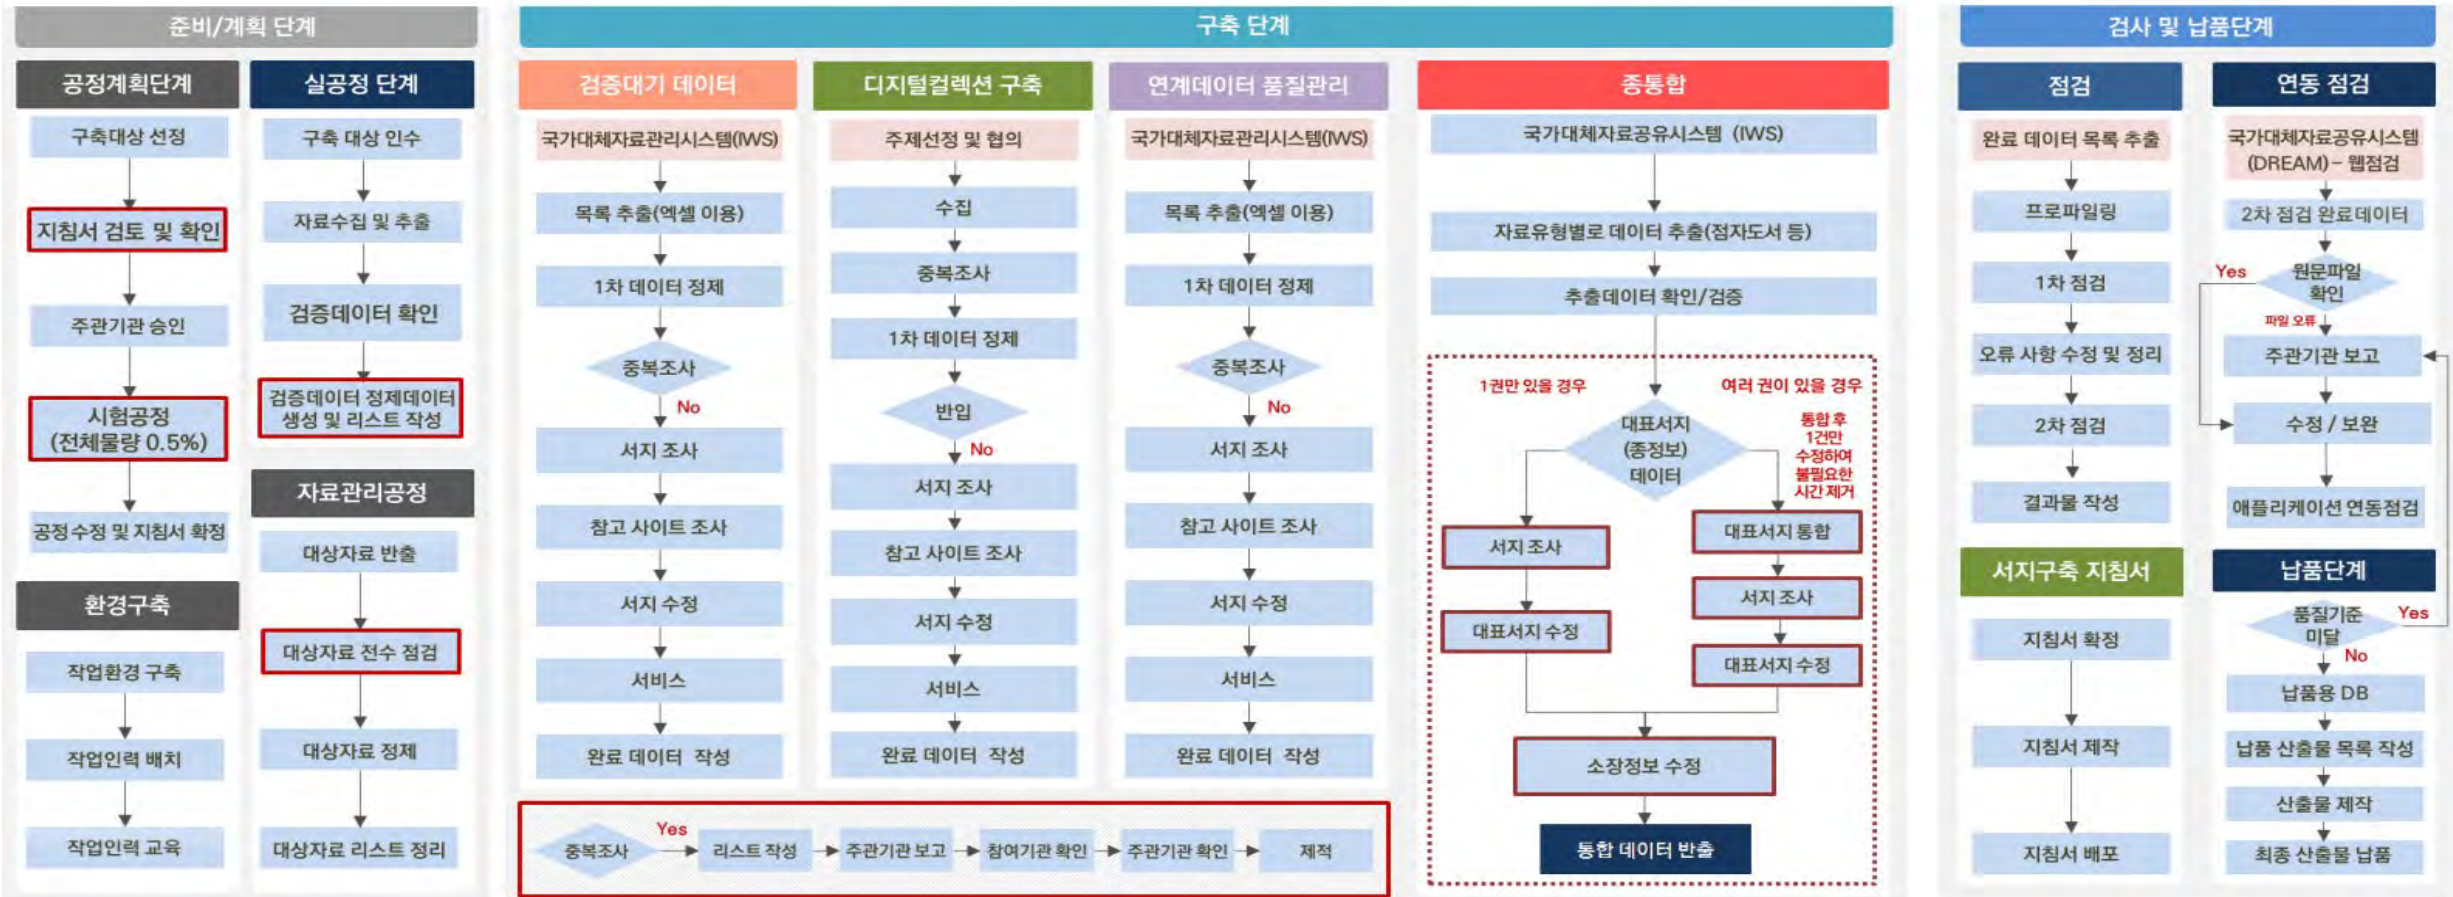 준비/계획 단계
공정계획단계
구축대상 선정
지침서 검토 및 확인
주관기관 승인
시험공정
(전체물량 0.5%)
공정 수정 및 지침서 확정
환경구축
작업환경 구축
작업인력 배치
작업인력 교육
실공정 단계
구축 대상 인수
자료수집 및 추출
검증데이터 확인
검증데이터 정제데이터
생성 및 리스트 작성
자료관리공정
대상자료 반출
대상자료 전수 점검
대상자료 정제
대상자료 리스트 정리
구축 단계
검증대기 데이터
국가대체자료관리시스템(IWS)
목록 추출(엑셀 이용)
1차 데이터 정제
중복조사
No
서지 조사
참고 사이트 조사
서지 수정
서비스
완료 데이터 작성
디지털컬렉션 구축
주제선정 및 협의
수집
중복조사
1차 데이터 정제
반입
No
서지 조사
참고 사이트 조사
서지 수정
서비스
완료 데이터 작성
연계데이터 품질관리
국가대체자료관리시스템(IWS)
목록 추출(엑셀 이용)
1차 데이터 정제
중복조사
No
서지 조사
참고 사이트 조사
서지 수정
서비스
완료 데이터 작성
중복조사
Yes
리스트 작성
주관기관 보고
참여기관 확인
주관기관 확인
제적
종통합
국가대체자료공유시스템 (IWS)
자료유형별로 데이터 추출(점자도서 등)
추출데이터 확인/검증
1권만 있을 경우
여러 권이 있을 경우
대표서지
(종정보)
데이터
통합 후
1건만
수정하여
불필요한
시간 제거
서지 조사
대표서지 수정
대표서지 통합
서지 조사
대표서지 수정
소장정보 수정
통합 데이터 반출
검사 및 납품단계
점검
완료 데이터 목록 추출
프로파일링
1차 점검
오류 사항 수정 및 정리
2차 점검
결과물 작성
서지구축 지침서
지침서 확정
지침서 제작
지침서 배포
연동 점검
국가대체자료공유시스템
(DREAM) – 웹점검
2차 점검 완료데이터
Yes
원문파일
확인
파일 오류
주관기관 보고
수정 / 보완
애플리케이션 연동점검
납품단계
품질기준
미달
Yes
No
납품용 DB
납품 산출물 목록 작성
산출물 제작
최종 산출물 납품